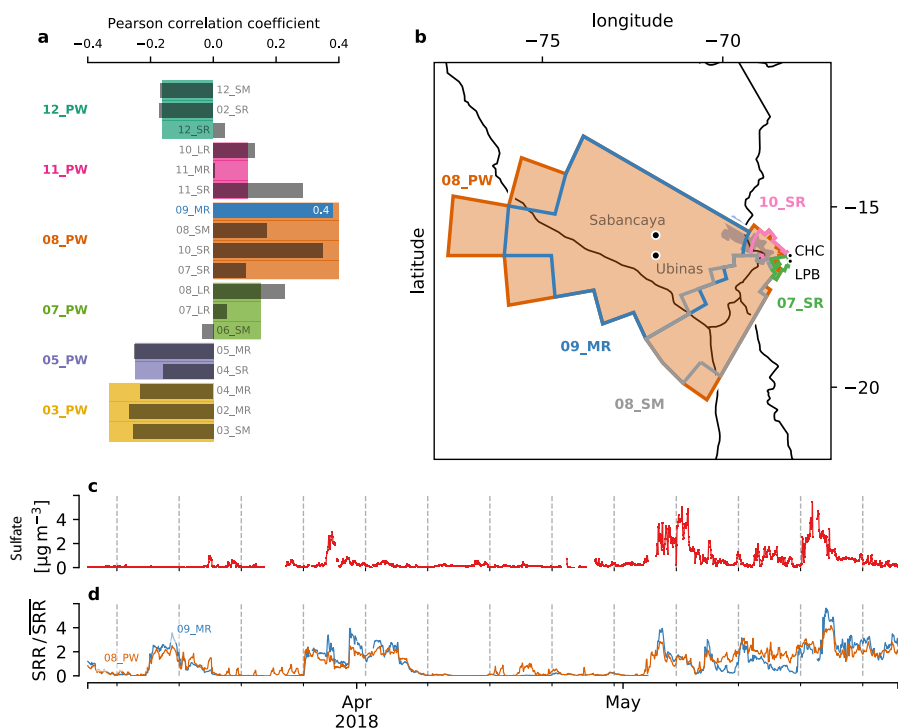 Pearson correlation coefficient
a
−0.4 −0.2 0.0 0.2 0.4
12_PW
12_SM
02_SR
12_SR
11_PW
10_LR
11_MR
11_SR
08_PW
09_MR 0.4
08_SM
10_SR
07_SR
07_PW
08_LR
07_LR
06_SM
05_PW
05_MR
04_SR
03_PW
04_MR
02_MR
03_SM
longitude
b
−75 −70
latitude
−15
−20
08_PW
10_SR
Sabancaya
CHC
Ubinas
LPB
07_SR
09_MR
08_SM
c
Sulfate
[µg m−3]
4
2
0
d
SRR / SRR
4
2
0
09_MR
08_PW
Apr
2018
May